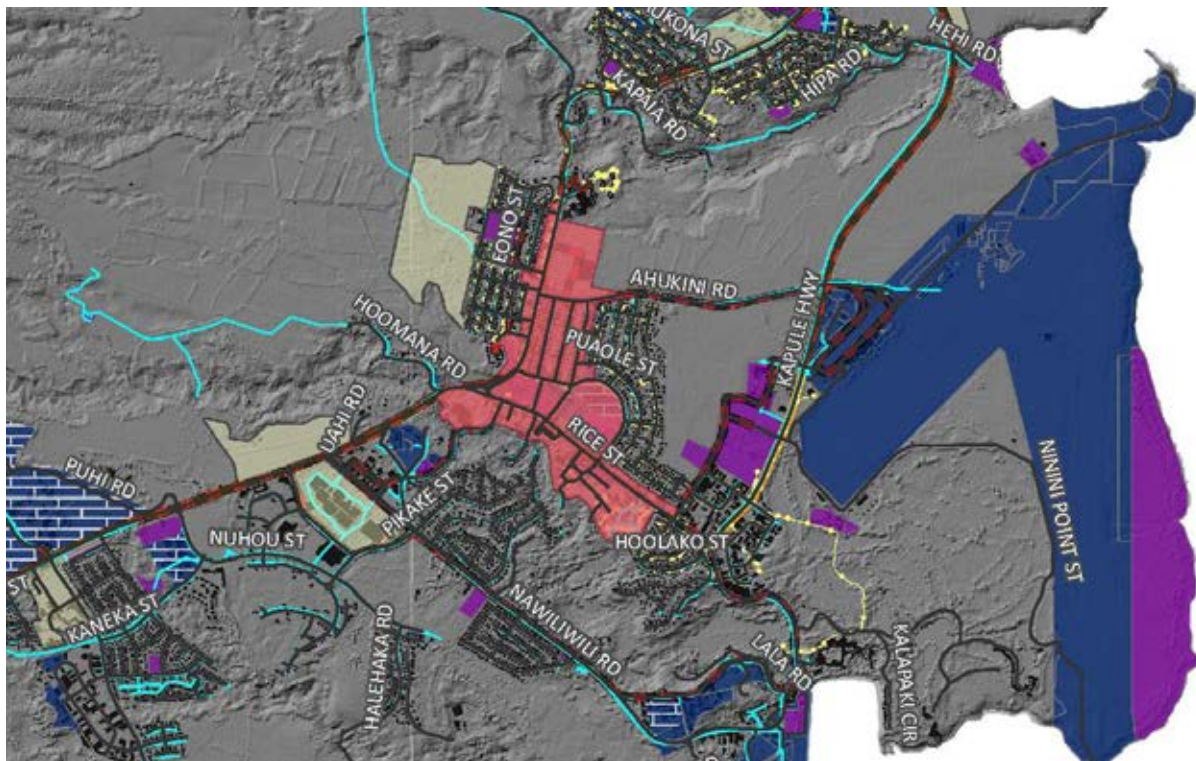 AUKONA ST
HEHI RD
HIPA RD
KAPAIA RD
EONO ST
AHUKINI RD
KAPULE HWY
HOOMANA RD
PUAOLE ST
RICE ST
UAHI RD
PUHI RD
PIKAKE ST
NININI POINT ST
NUHOU ST
HOOLAKO ST
ST
KANEKA ST
NAWILIWILI RD
HALEHAKA RD
LALA RD
KALAPAKI CIR